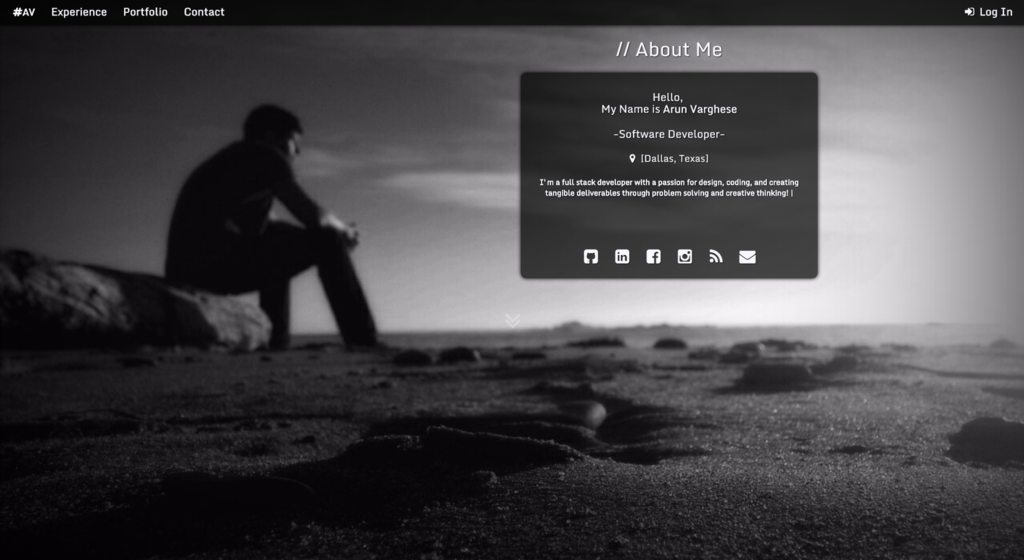 #AV Experience Portfolio Contact Log In
// About Me
Hello,
My Name is Arun Varghese
-Software Developer-
[Dallas, Texas]
I'm a full stack developer with a passion for design, coding, and creating
tangible deliverables through problem solving and creative thinking! |